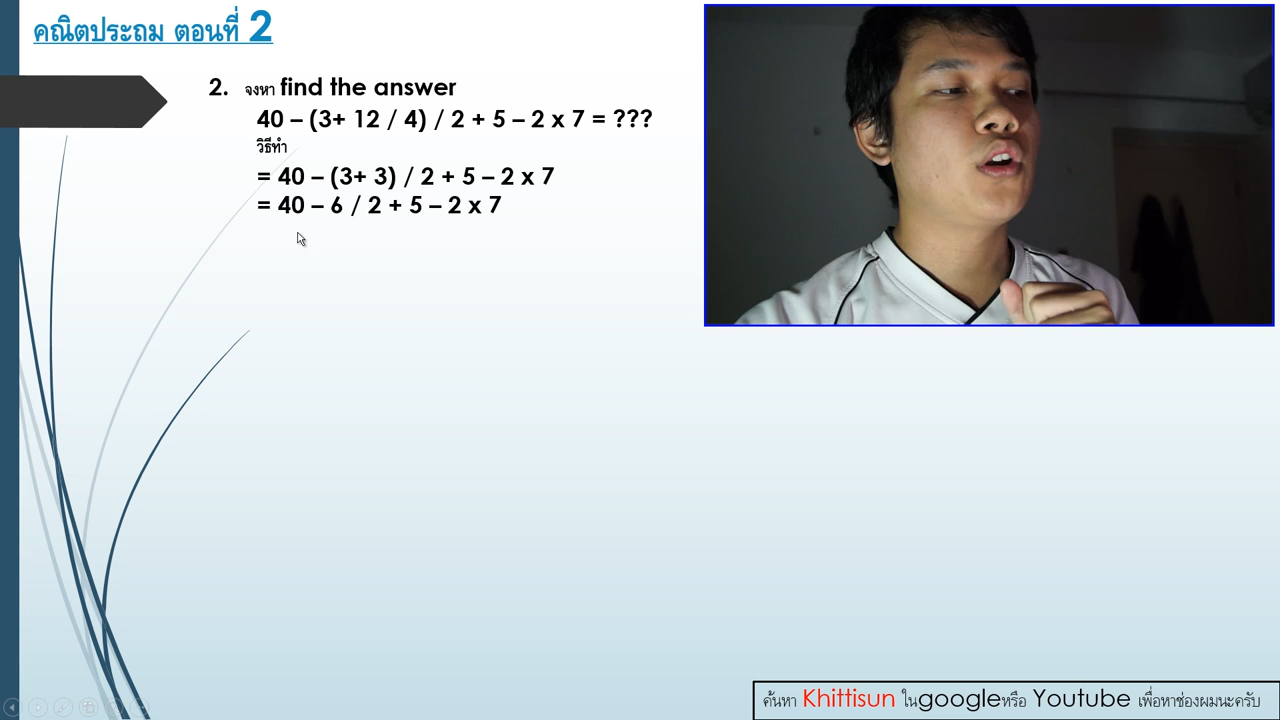 คณิตประถม ตอนที่ 2
2. จงหา find the answer
40 – (3+ 12 / 4) / 2 + 5 – 2 x 7 = ???
วิธีทำ
= 40 – (3+ 3) / 2 + 5 – 2 x 7
= 40 – 6 / 2 + 5 – 2 x 7
ค้นหา Khittisun ในgoogleหรือ Youtube เพื่อหาช่องผมนะครับ